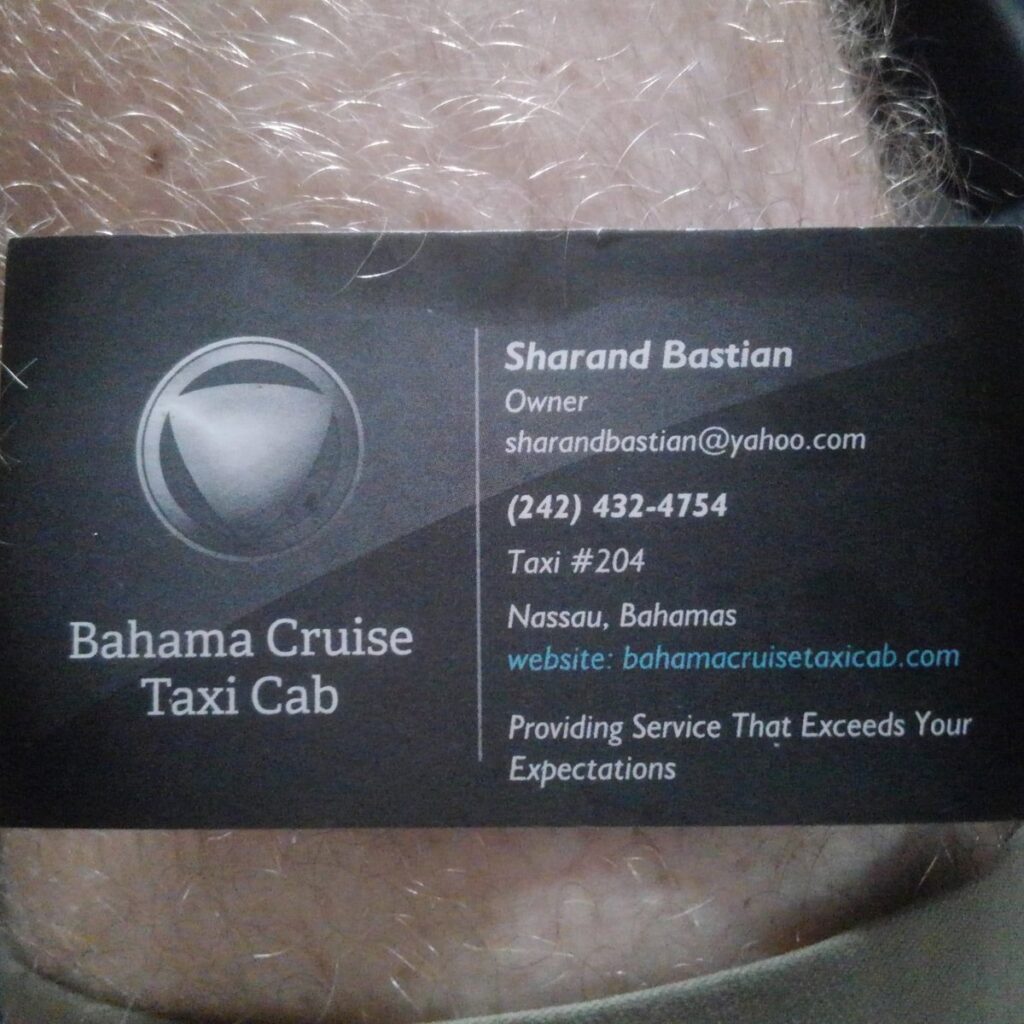 Bahama Cruise
Taxi Cab
Sharand Bastian
Owner
sharandbastian@yahoo.com
(242) 432-4754
Taxi #204
Nassau, Bahamas
website: bahamacruisetaxicab.com
Providing Service That Exceeds Your
Expectations